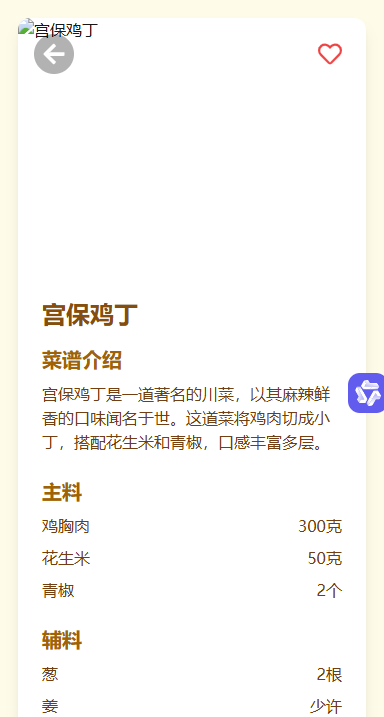 宫保鸡丁
宫保鸡丁
菜谱介绍
宫保鸡丁是一道著名的川菜，以其麻辣鲜
香的口味闻名于世。这道菜将鸡肉切成小
丁，搭配花生米和青椒，口感丰富多层。
主料
鸡胸肉 300克
花生米 50克
青椒 2个
辅料
葱 2根
姜 少许